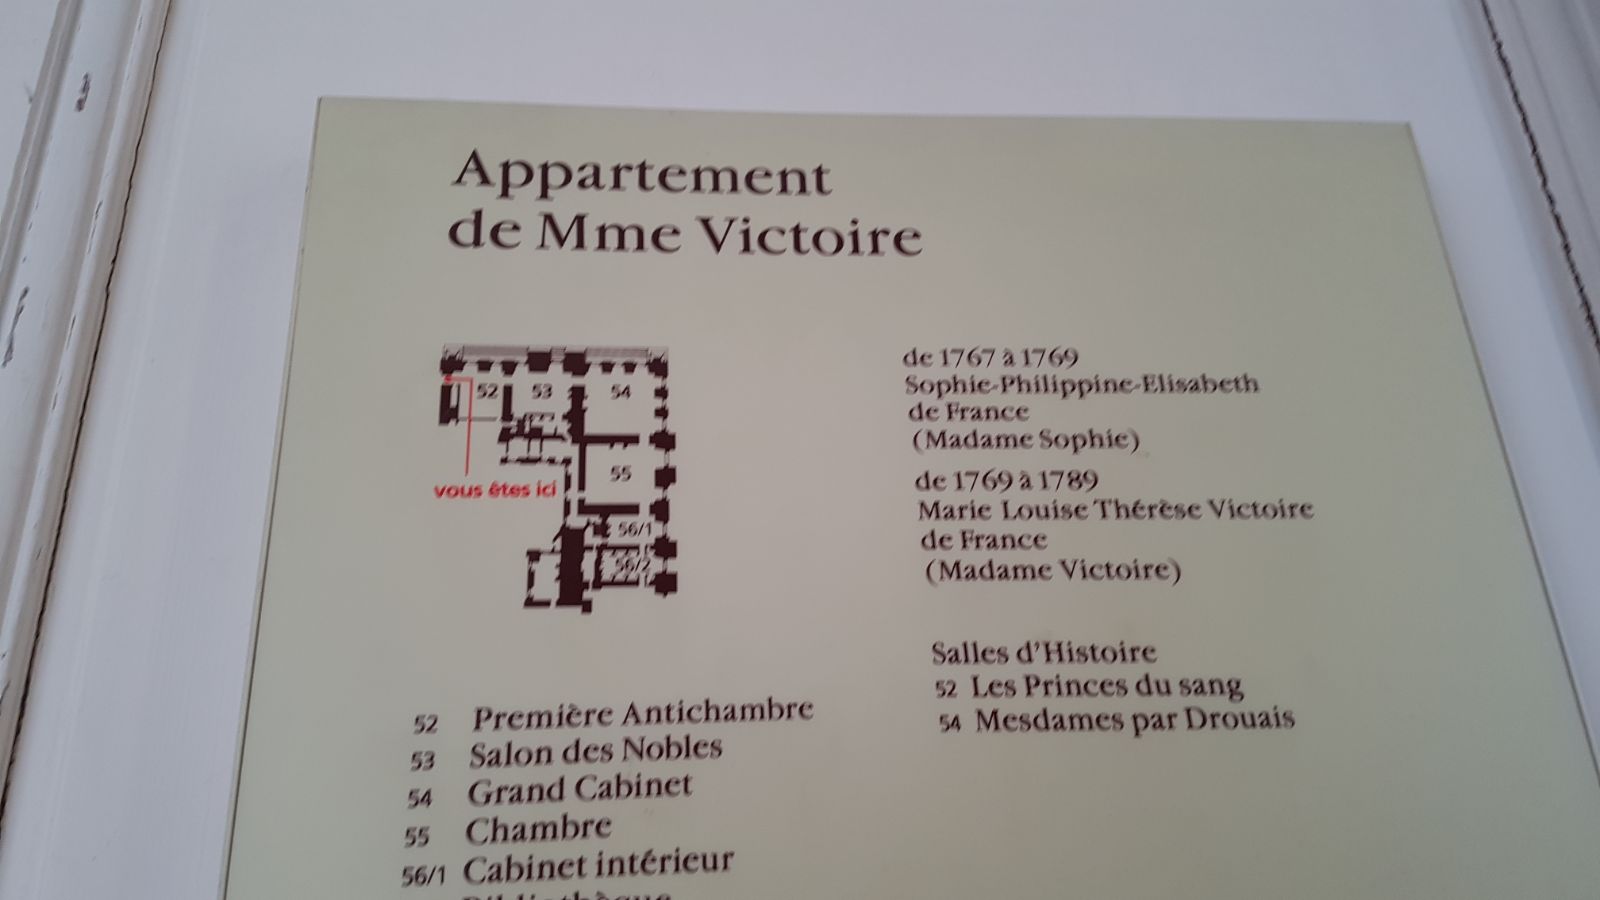 Appartement
de Mme Victoire
52 53 54
55
vous êtes ici
56/1
56/2
de 1767 à 1769
Sophie-Philippine-Elisabeth
de France
(Madame Sophie)
de 1769 à 1789
Marie Louise Thérèse Victoire
de France
(Madame Victoire)
Salles d'Histoire
52 Les Princes du sang
54 Mesdames par Drouais
52 Première Antichambre
53 Salon des Nobles
54 Grand Cabinet
55 Chambre
56/1 Cabinet intérieur